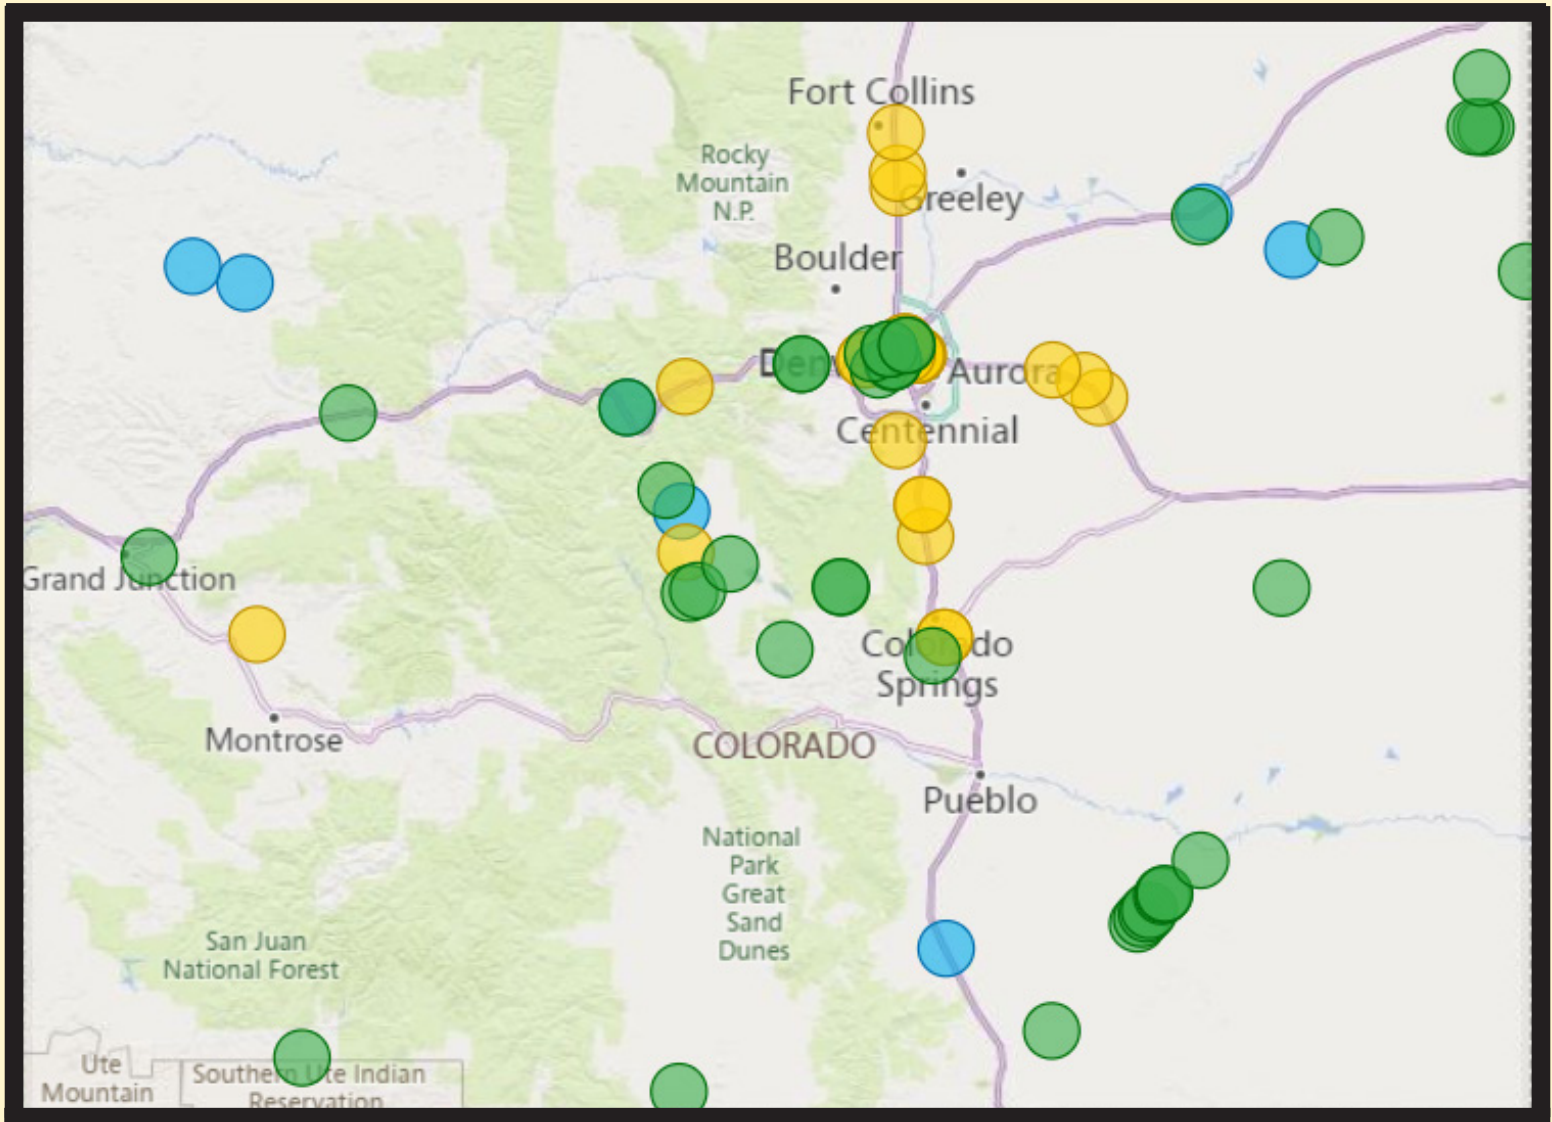 Fort Collins
Rocky
Mountain
N.P.
Greeley
Boulder
Aurora
Centennial
Grand Junction
Colorado
Springs
Montrose
COLORADO
Pueblo
National
Park
Great
Sand
Dunes
San Juan
National Forest
Ute
Mountain
Southern Ute Indian
Reservation